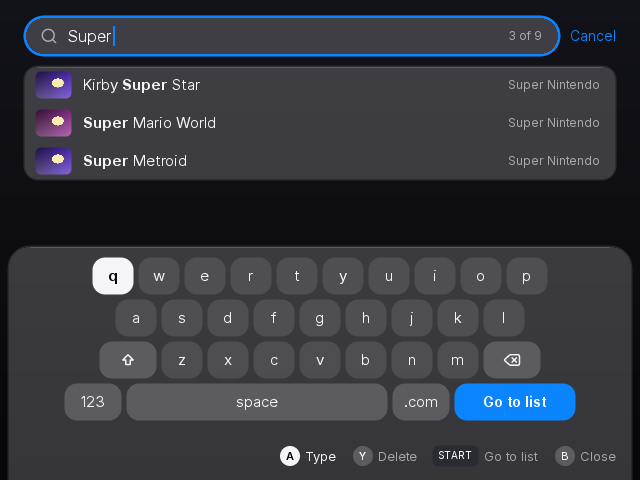 Super 3 of 9 Cancel
Kirby Super Star Super Nintendo
Super Mario World Super Nintendo
Super Metroid Super Nintendo
q w e r t y u i o p
a s d f g h j k l
z x c v b n m
123 space .com Go to list
A Type Y Delete START Go to list B Close